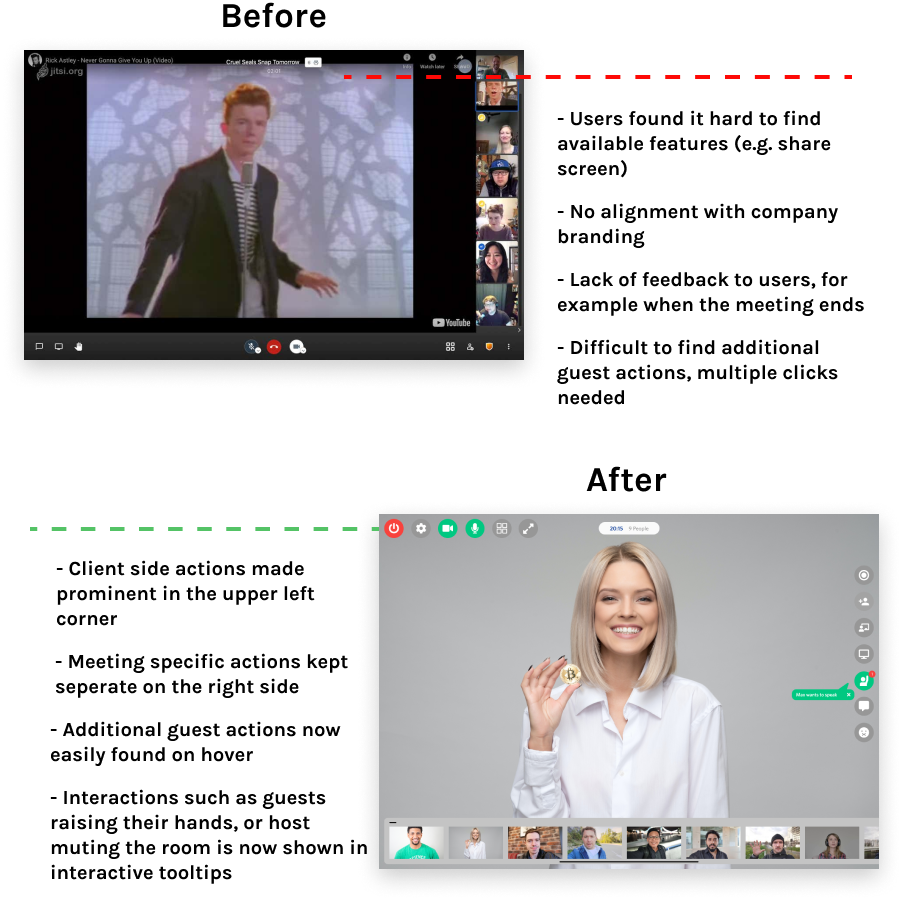 Before
Rick Astley - Never Gonna Give You Up (Video)
Cruel Seals Snap Tomorrow
jitsi.org
Watch later
YouTube
- Users found it hard to find
available features (e.g. share
screen)
- No alignment with company
branding
- Lack of feedback to users, for
example when the meeting ends
- Difficult to find additional
guest actions, multiple clicks
needed
After
20:15 9 People
Max wants to speak
- Client side actions made
prominent in the upper left
corner
- Meeting specific actions kept
seperate on the right side
- Additional guest actions now
easily found on hover
- Interactions such as guests
raising their hands, or host
muting the room is now shown in
interactive tooltips